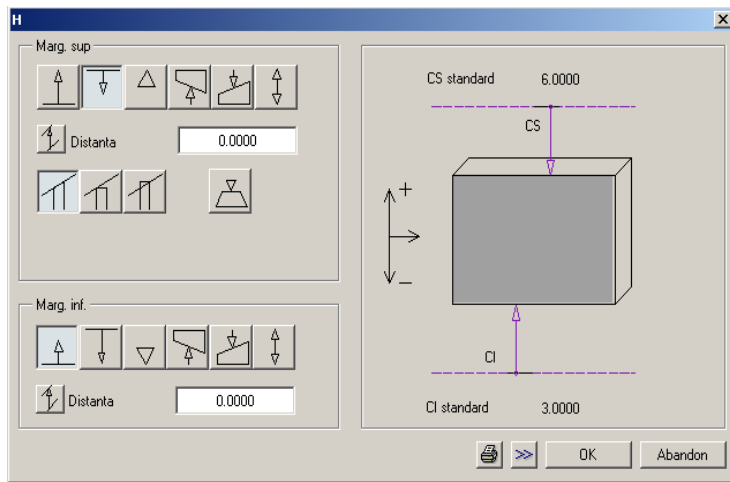 H
Marg. sup
Distanta 0.0000
Marg. inf.
Distanta 0.0000
CS standard 6.0000
CS
+
−
CI
CI standard 3.0000
>> OK Abandon